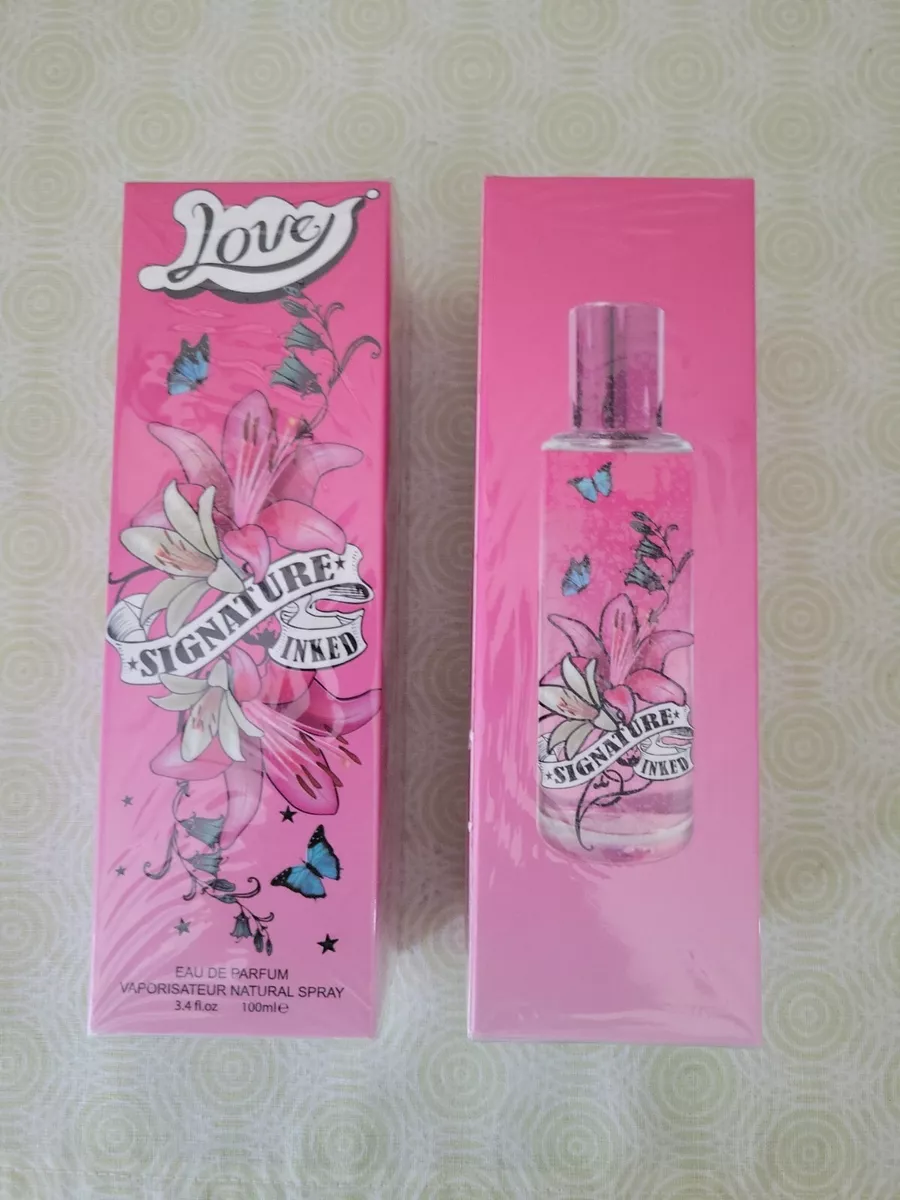 Love
SIGNATURE
INKED
EAU DE PARFUM
VAPORISATEUR NATURAL SPRAY
3.4 fl.oz 100ml℮
SIGNATURE
INKED